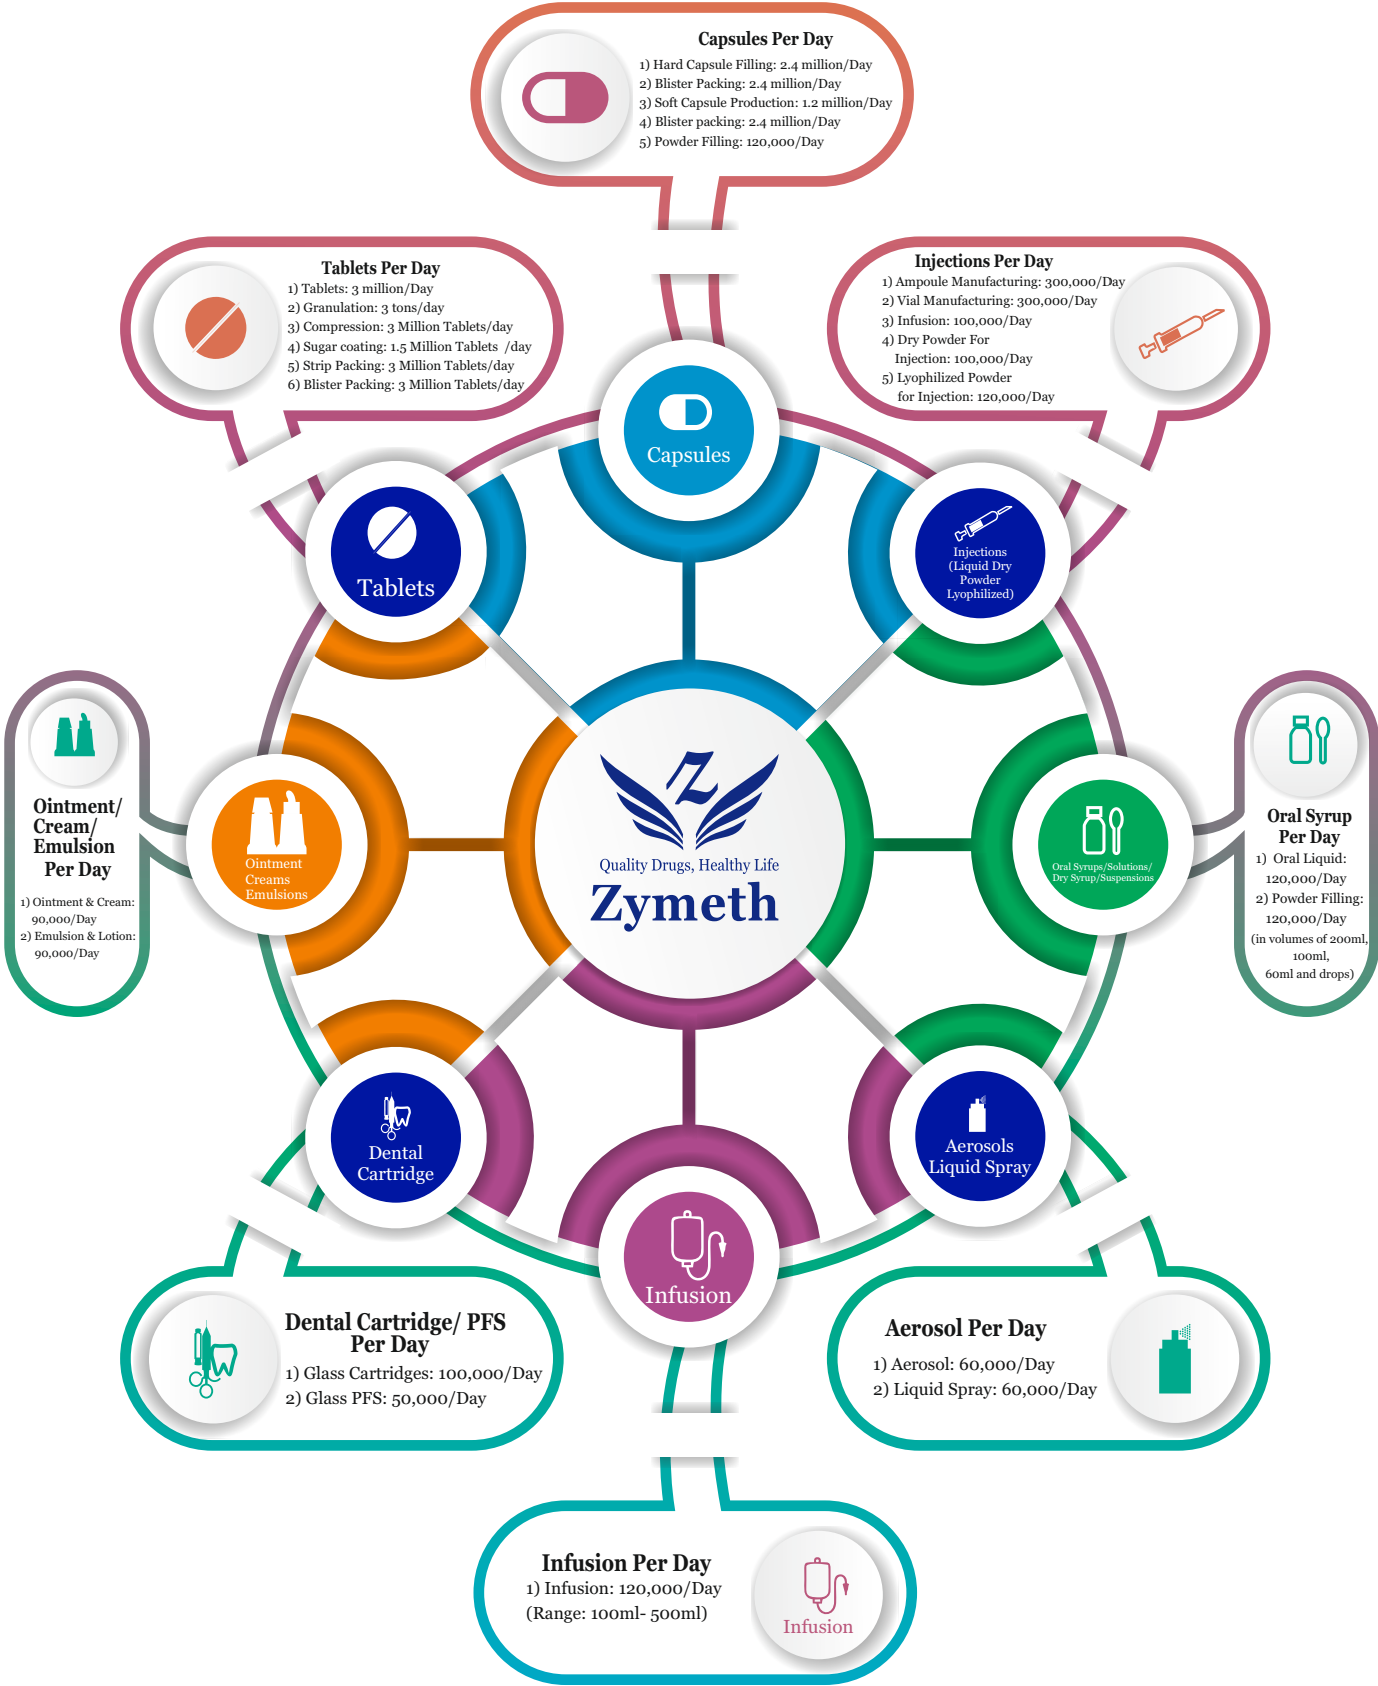 Capsules Per Day
1) Hard Capsule Filling: 2.4 million/Day
2) Blister Packing: 2.4 million/Day
3) Soft Capsule Production: 1.2 million/Day
4) Blister packing: 2.4 million/Day
5) Powder Filling: 120,000/Day
Tablets Per Day
1) Tablets: 3 million/Day
2) Granulation: 3 tons/day
3) Compression: 3 Million Tablets/day
4) Sugar coating: 1.5 Million Tablets /day
5) Strip Packing: 3 Million Tablets/day
6) Blister Packing: 3 Million Tablets/day
Injections Per Day
1) Ampoule Manufacturing: 300,000/Day
2) Vial Manufacturing: 300,000/Day
3) Infusion: 100,000/Day
4) Dry Powder For
Injection: 100,000/Day
5) Lyophilized Powder
for Injection: 120,000/Day
Capsules
Tablets
Injections
(Liquid Dry
Powder
Lyophilized)
Ointment/
Cream/
Emulsion
Per Day
1) Ointment & Cream:
90,000/Day
2) Emulsion & Lotion:
90,000/Day
Ointment
Creams
Emulsions
Quality Drugs, Healthy Life
Zymeth
Oral Syrups/Solutions/
Dry Syrup/Suspensions
Oral Syrup
Per Day
1) Oral Liquid:
120,000/Day
2) Powder Filling:
120,000/Day
(in volumes of 200ml,
100ml,
60ml and drops)
Dental
Cartridge
Aerosols
Liquid Spray
Infusion
Dental Cartridge/ PFS
Per Day
1) Glass Cartridges: 100,000/Day
2) Glass PFS: 50,000/Day
Aerosol Per Day
1) Aerosol: 60,000/Day
2) Liquid Spray: 60,000/Day
Infusion Per Day
1) Infusion: 120,000/Day
(Range: 100ml- 500ml)
Infusion